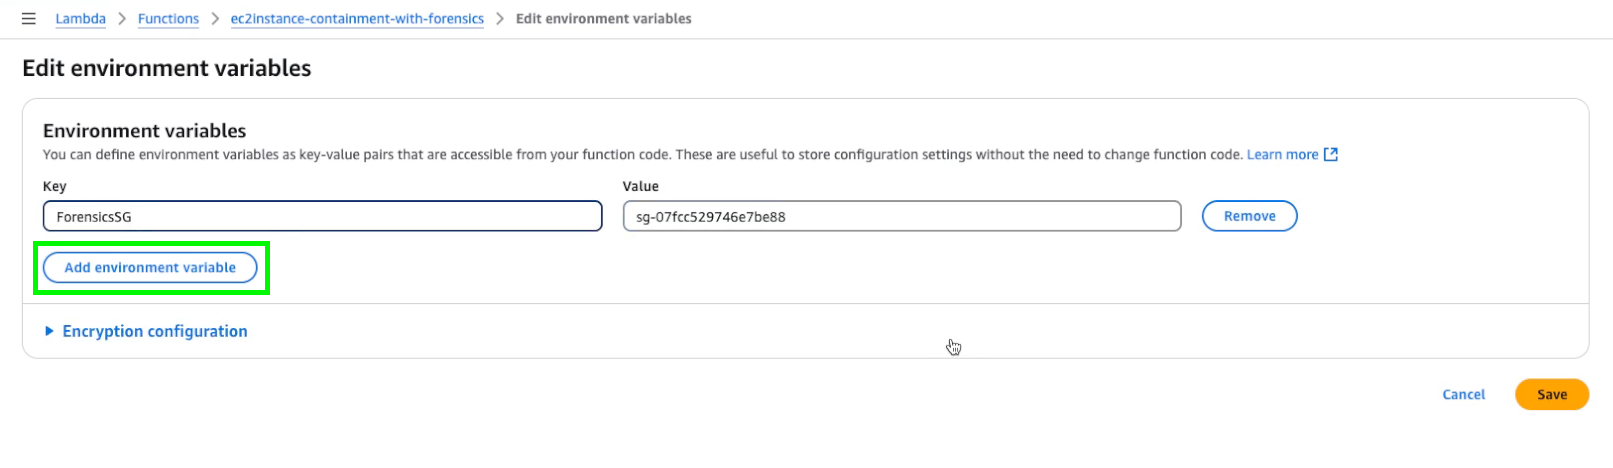 Lambda > Functions > ec2instance-containment-with-forensics > Edit environment variables
Edit environment variables
Environment variables
You can define environment variables as key-value pairs that are accessible from your function code. These are useful to store configuration settings without the need to change function code. Learn more
Key Value
ForensicsSG sg-07fcc529746e7be88 Remove
Add environment variable
Encryption configuration
Cancel Save